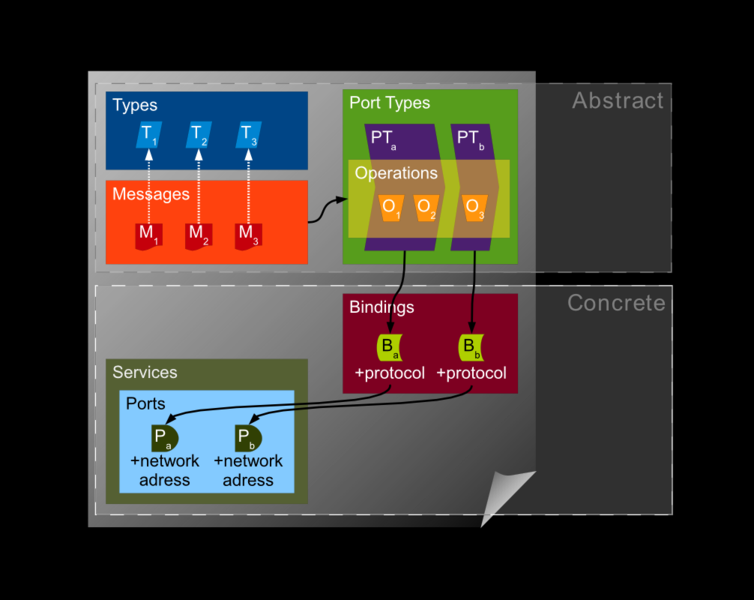 Abstract
Types
T1 T2 T3
Messages
M1 M2 M3
Port Types
PTa PTb
Operations
O1 O2 O3
Concrete
Bindings
Ba Bb
+protocol +protocol
Services
Ports
Pa Pb
+network +network
adress adress